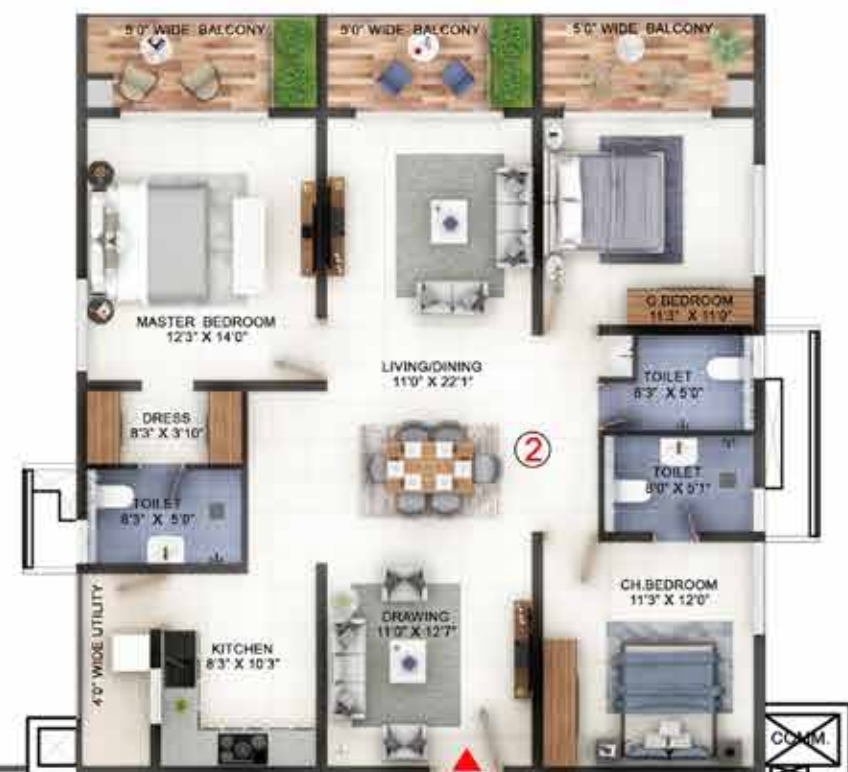 5'0" WIDE BALCONY
5'0" WIDE BALCONY
5'0" WIDE BALCONY
MASTER BEDROOM
12'3" X 14'0"
G.BEDROOM
11'3" X 11'0"
LIVING/DINING
11'0" X 22'1"
TOILET
8'3" X 5'0"
DRESS
8'3" X 3'10"
②
TOILET
8'0" X 5'1"
TOILET
8'3" X 5'0"
CH.BEDROOM
11'3" X 12'0"
4'0" WIDE UTILITY
DRAWING
11'0" X 12'7"
KITCHEN
8'3" X 10'3"
COMM.